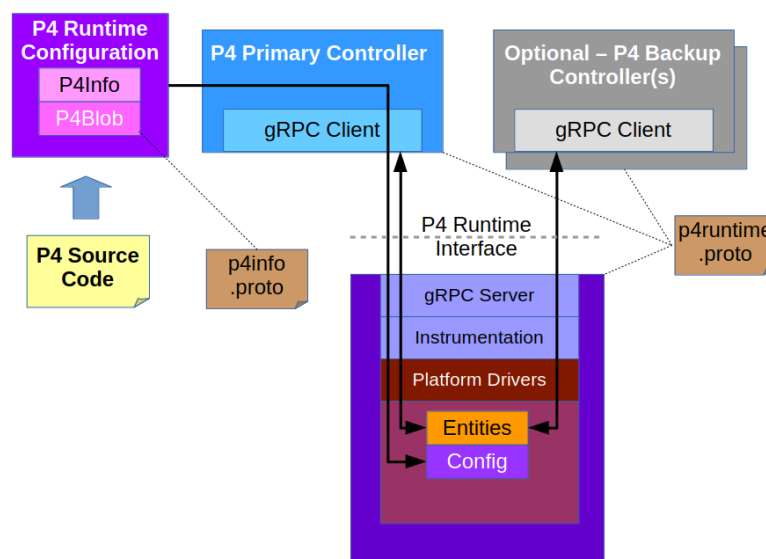 P4 Runtime
Configuration
P4Info
P4Blob
P4 Primary Controller
gRPC Client
Optional – P4 Backup
Controller(s)
gRPC Client
P4 Source
Code
p4info
.proto
P4 Runtime
Interface
p4runtime
.proto
gRPC Server
Instrumentation
Platform Drivers
Entities
Config